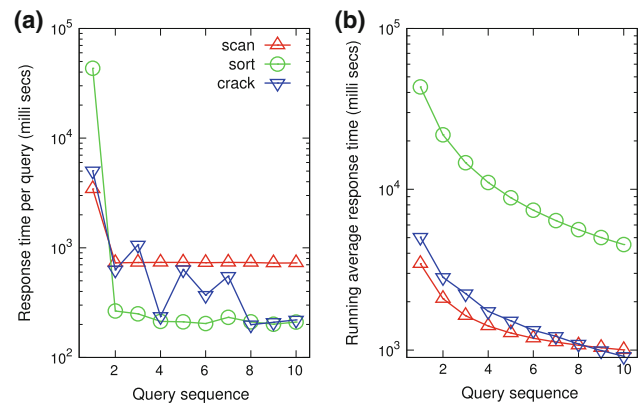 (a)
(b)
Response time per query (milli secs)
10^5
10^4
10^3
10^2
scan
sort
crack
2 4 6 8 10
Query sequence
Running average response time (milli secs)
10^5
10^4
10^3
2 4 6 8 10
Query sequence